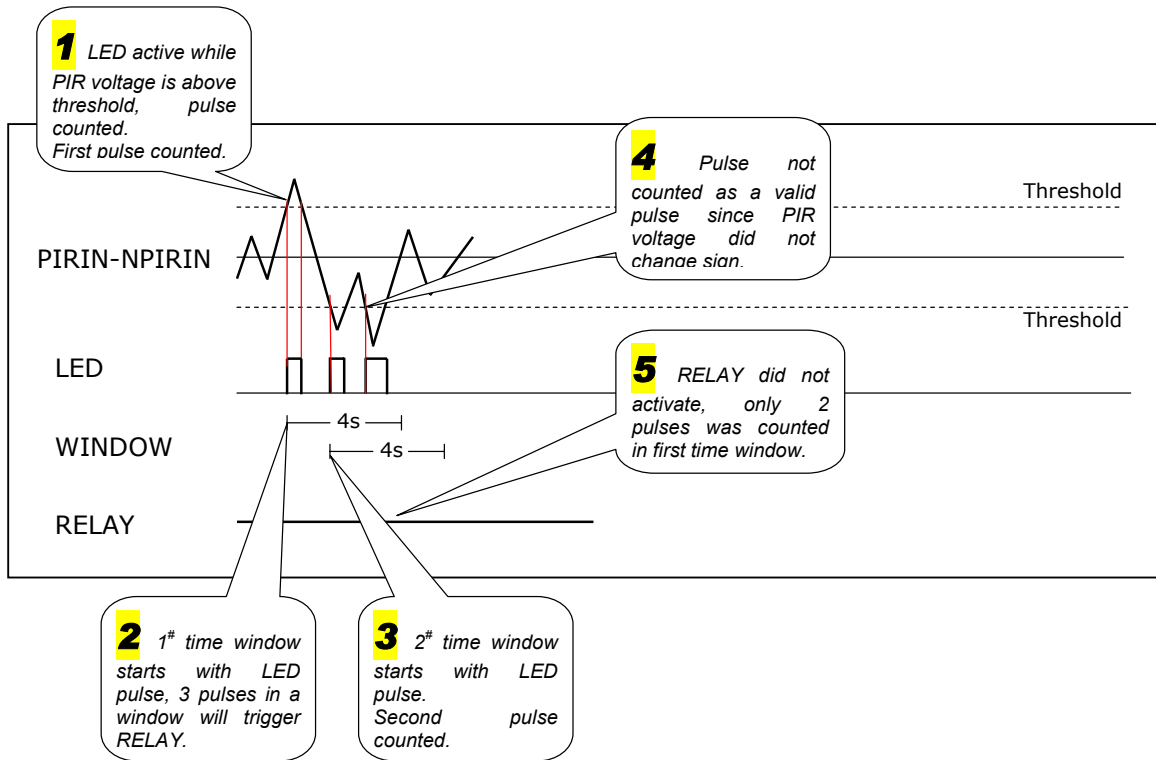 1 LED active while
PIR voltage is above
threshold, pulse
counted.
First pulse counted.
4 Pulse not
counted as a valid
pulse since PIR
voltage did not
change sign.
Threshold
PIRIN-NPIRIN
Threshold
LED
5 RELAY did not
activate, only 2
pulses was counted
in first time window.
4s
WINDOW
4s
RELAY
2 1# time window
starts with LED
pulse, 3 pulses in a
window will trigger
RELAY.
3 2# time window
starts with LED
pulse.
Second pulse
counted.